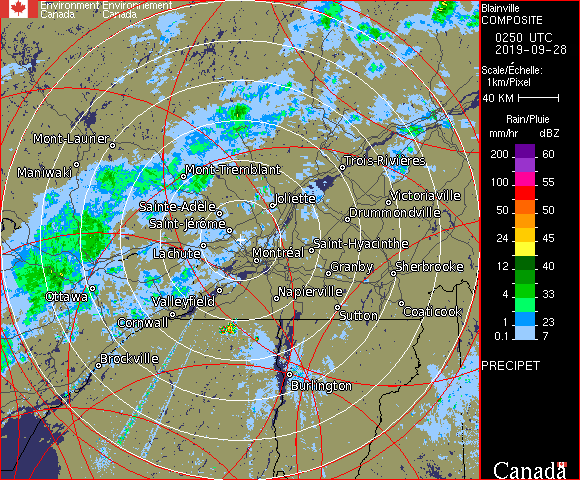 Environment Environnement
Canada Canada
Blainville
COMPOSITE
0250 UTC
2019-09-28
Scale/Échelle:
1km/Pixel
40 KM
Rain/Pluie
mm/hr dBZ
200 60
100 55
50 50
24 45
12 40
4 33
1 23
0.1 7
PRECIPET
Canada
Mont-Laurier
Maniwaki
Mont-Tremblant
Trois-Rivières
Sainte-Adele
Joliette
Victoriaville
Drummondville
Saint-Jérôme
Lachute
Montréal
Saint-Hyacinthe
Granby
Sherbrooke
Ottawa
Valleyfield
Napierville
Cornwall
Sutton
Coaticook
Brockville
Burlington